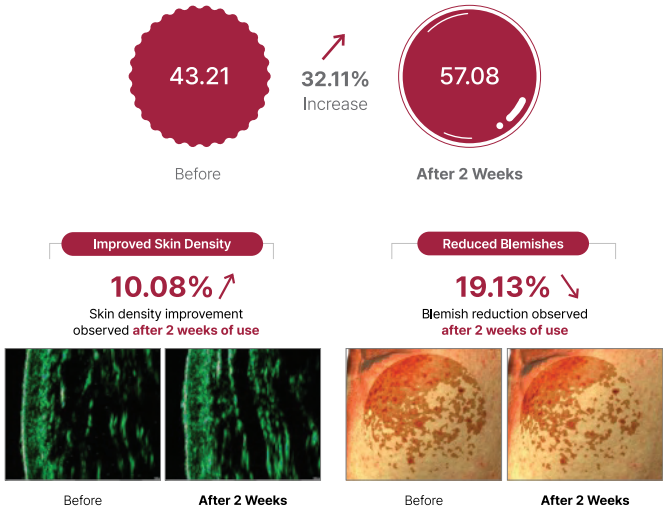 43.21
32.11%
Increase
57.08
Before
After 2 Weeks
Improved Skin Density
10.08%
Skin density improvement
observed after 2 weeks of use
Before
After 2 Weeks
Reduced Blemishes
19.13%
Blemish reduction observed
after 2 weeks of use
Before
After 2 Weeks